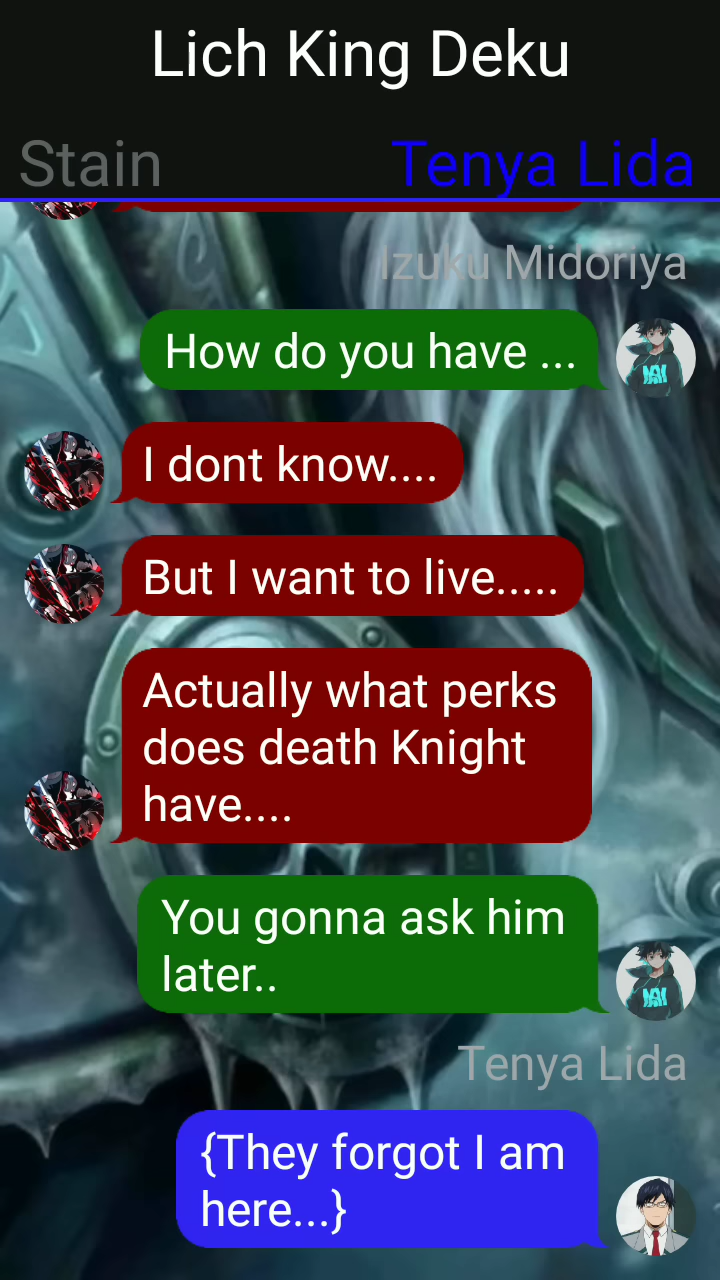 Lich King Deku
Stain
Tenya Lida
Izuku Midoriya
How do you have ...
I dont know....
But I want to live.....
Actually what perks
does death Knight
have....
You gonna ask him
later..
Tenya Lida
{They forgot I am
here...}